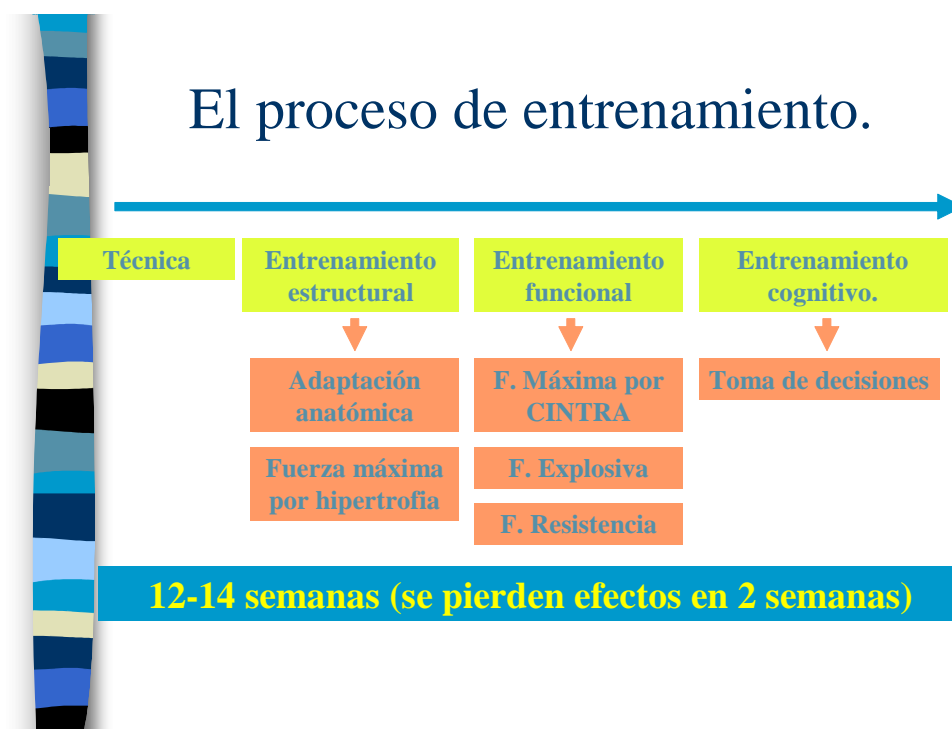 El proceso de entrenamiento.
Técnica
Entrenamiento
estructural
Entrenamiento
funcional
Entrenamiento
cognitivo.
Adaptación
anatómica
F. Máxima por
CINTRA
Toma de decisiones
Fuerza máxima
por hipertrofia
F. Explosiva
F. Resistencia
12-14 semanas (se pierden efectos en 2 semanas)